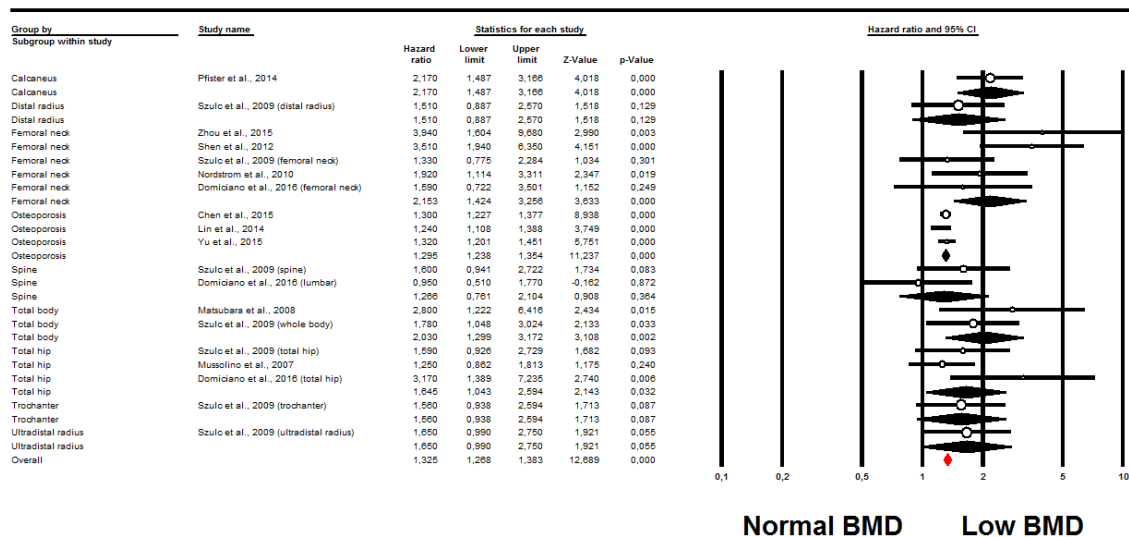 Group by Study name Statistics for each study Hazard ratio and 95% CI
Subgroup within study
Hazard Lower Upper
ratio limit limit Z-Value p-Value
Calcaneus Pfister et al., 2014 2,170 1,487 3,166 4,018 0,000
Calcaneus 2,170 1,487 3,166 4,018 0,000
Distal radius Szulc et al., 2009 (distal radius) 1,510 0,887 2,570 1,518 0,129
Distal radius 1,510 0,887 2,570 1,518 0,129
Femoral neck Zhou et al., 2015 3,940 1,604 9,680 2,990 0,003
Femoral neck Shen et al., 2012 3,510 1,940 6,350 4,151 0,000
Femoral neck Szulc et al., 2009 (femoral neck) 1,330 0,775 2,284 1,034 0,301
Femoral neck Nordstrom et al., 2010 1,920 1,114 3,311 2,347 0,019
Femoral neck Domiciano et al., 2016 (femoral neck) 1,590 0,722 3,501 1,152 0,249
Femoral neck 2,153 1,424 3,256 3,633 0,000
Osteoporosis Chen et al., 2015 1,300 1,227 1,377 8,938 0,000
Osteoporosis Lin et al., 2014 1,240 1,108 1,388 3,749 0,000
Osteoporosis Yu et al., 2015 1,320 1,201 1,451 5,751 0,000
Osteoporosis 1,295 1,238 1,354 11,237 0,000
Spine Szulc et al., 2009 (spine) 1,600 0,941 2,722 1,734 0,083
Spine Domiciano et al., 2016 (lumbar) 0,950 0,510 1,770 -0,162 0,872
Spine 1,266 0,761 2,104 0,908 0,364
Total body Matsubara et al., 2008 2,800 1,222 6,416 2,434 0,015
Total body Szulc et al., 2009 (whole body) 1,780 1,048 3,024 2,133 0,033
Total body 2,030 1,299 3,172 3,108 0,002
Total hip Szulc et al., 2009 (total hip) 1,590 0,926 2,729 1,682 0,093
Total hip Mussolino et al., 2007 1,250 0,862 1,813 1,175 0,240
Total hip Domiciano et al., 2016 (total hip) 3,170 1,389 7,235 2,740 0,006
Total hip 1,645 1,043 2,594 2,143 0,032
Trochanter Szulc et al., 2009 (trochanter) 1,560 0,938 2,594 1,713 0,087
Trochanter 1,560 0,938 2,594 1,713 0,087
Ultradistal radius Szulc et al., 2009 (ultradistal radius) 1,650 0,990 2,750 1,921 0,055
Ultradistal radius 1,650 0,990 2,750 1,921 0,055
Overall 1,325 1,268 1,383 12,689 0,000
0,1 0,2 0,5 1 2 5 10
Normal BMD Low BMD